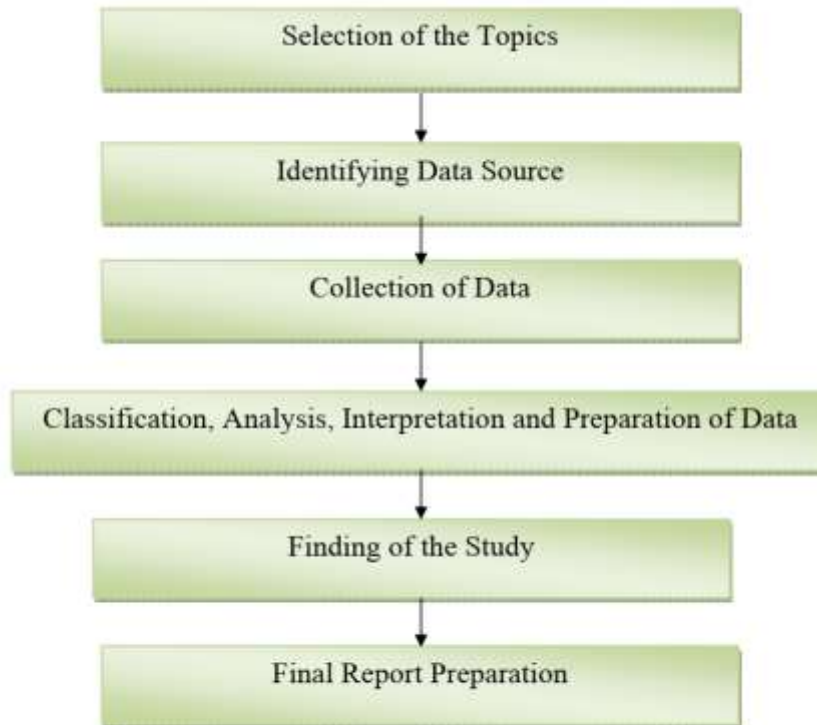 Selection of the Topics
Identifying Data Source
Collection of Data
Classification, Analysis, Interpretation and Preparation of Data
Finding of the Study
Final Report Preparation